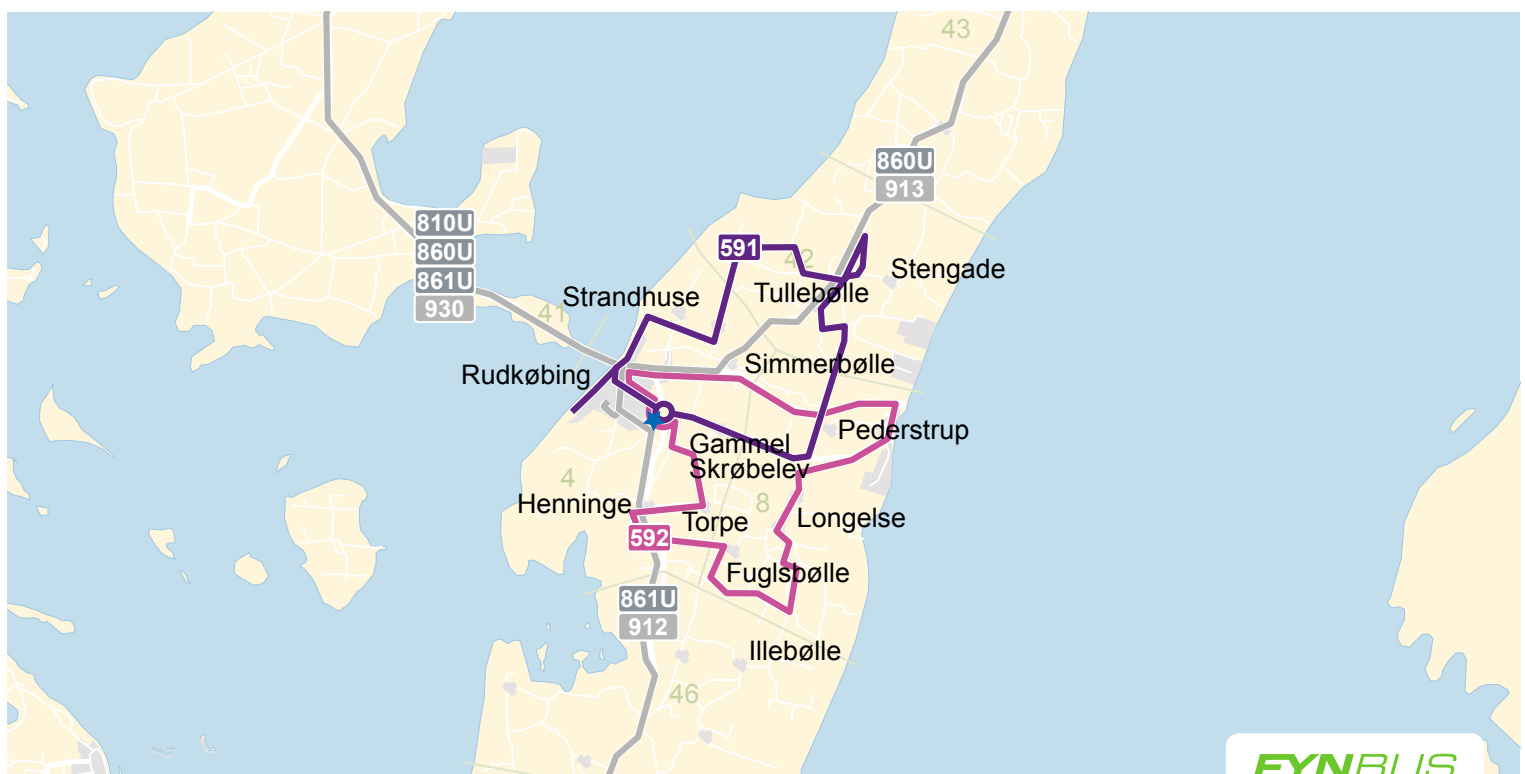 43
860U
913
810U
860U
861U
930
591
42
Stengade
Tullebølle
Strandhuse
41
Simmerbølle
Rudkøbing
Pederstrup
Gammel
Skrøbelev
4
8
Henninge
Torpe
Longelse
592
Fuglsbølle
861U
912
Illebølle
46
FYNBUS